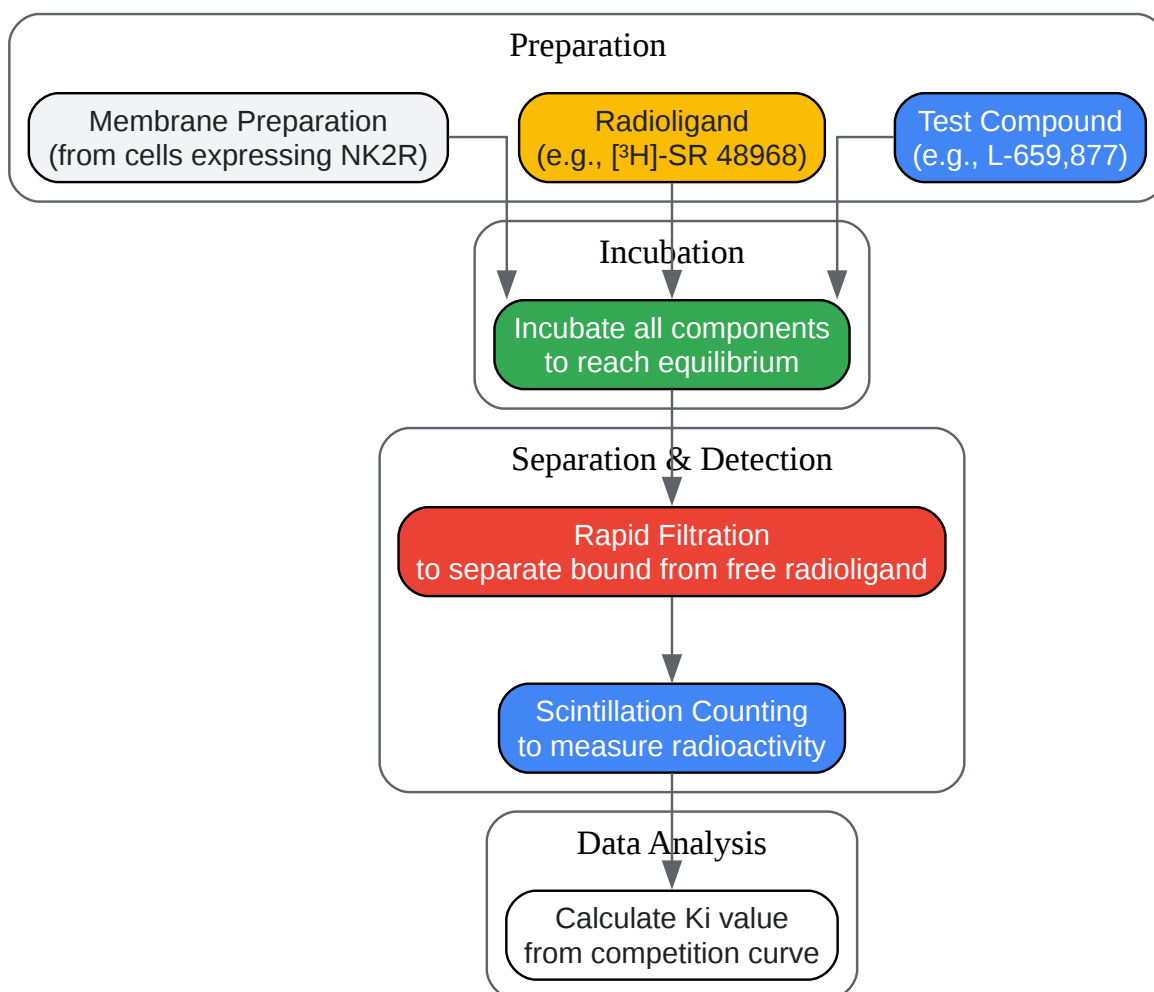 Preparation
Membrane Preparation
(from cells expressing NK2R)
Radioligand
(e.g., [³H]-SR 48968)
Test Compound
(e.g., L-659,877)
Incubation
Incubate all components
to reach equilibrium
Separation & Detection
Rapid Filtration
to separate bound from free radioligand
Scintillation Counting
to measure radioactivity
Data Analysis
Calculate Ki value
from competition curve